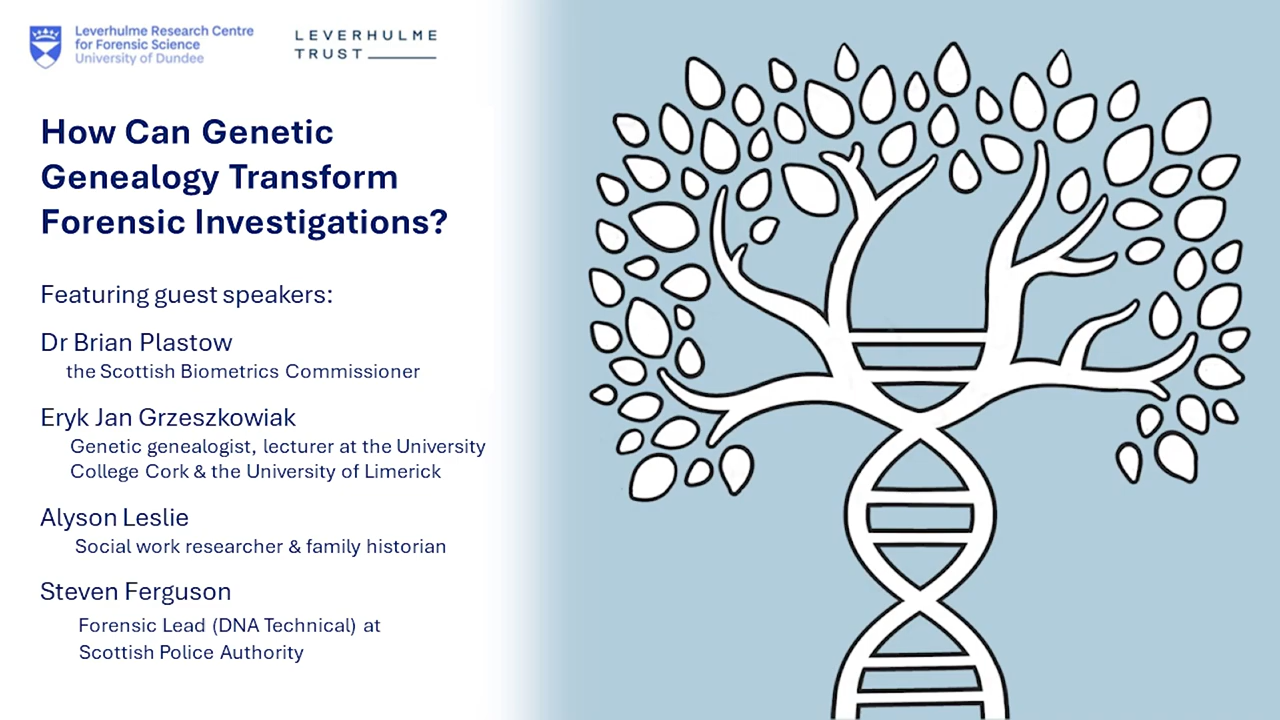 Leverhulme Research Centre
for Forensic Science
University of Dundee
LEVERHULME
TRUST
How Can Genetic
Genealogy Transform
Forensic Investigations?
Featuring guest speakers:
Dr Brian Plastow
the Scottish Biometrics Commissioner
Eryk Jan Grzeszkowiak
Genetic genealogist, lecturer at the University
College Cork & the University of Limerick
Alyson Leslie
Social work researcher & family historian
Steven Ferguson
Forensic Lead (DNA Technical) at
Scottish Police Authority